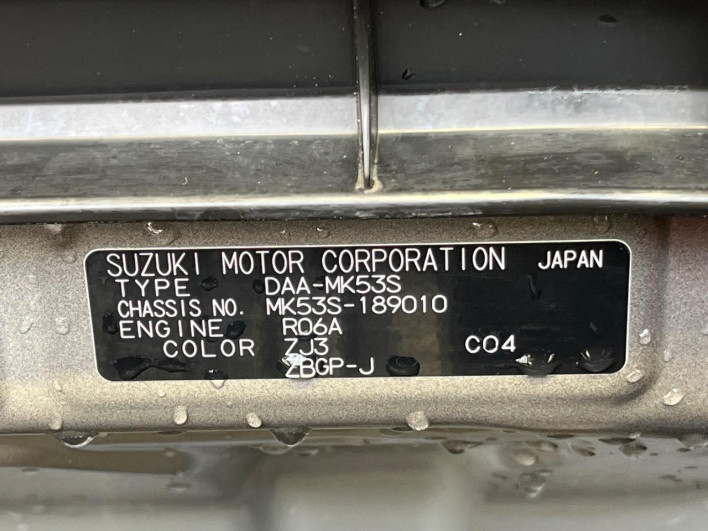 SUZUKI MOTOR CORPORATION JAPAN
TYPE DAA-MK53S
CHASSIS NO. MK53S-189010
ENGINE R06A
COLOR ZJ3 C04
ZBGP-J